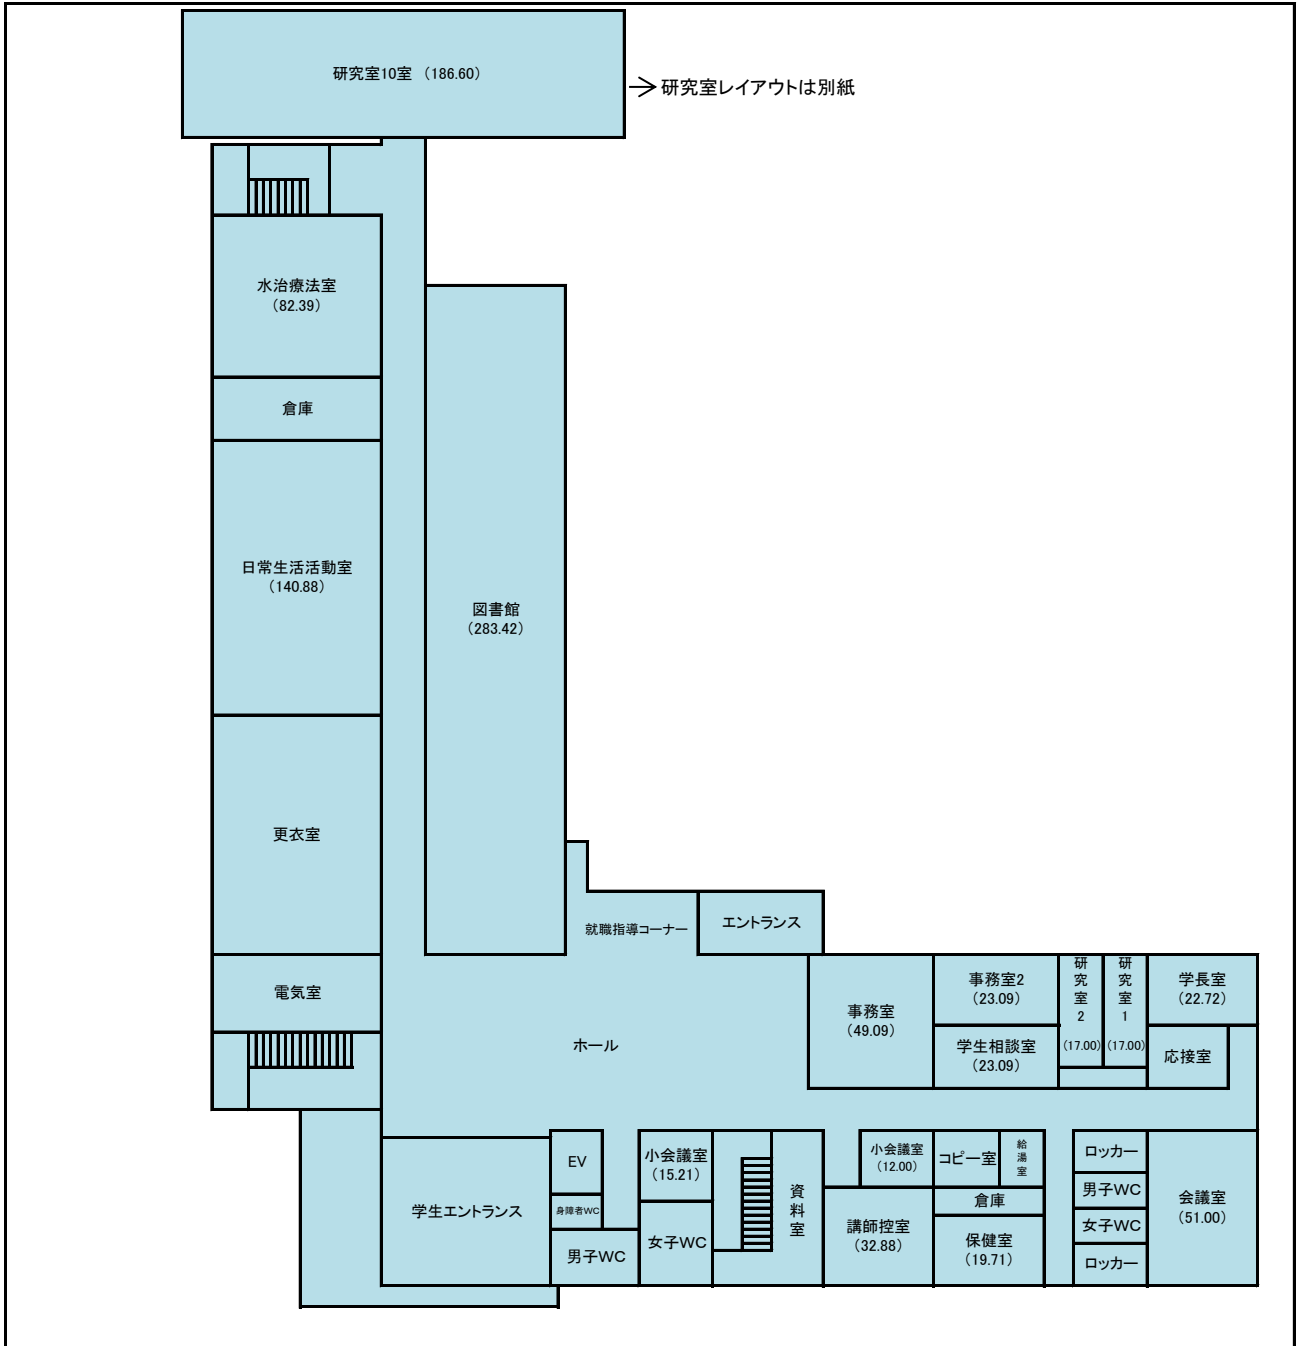 研究室10室 （186.60）
研究室レイアウトは別紙
水治療法室
（82.39）
倉庫
日常生活活動室
（140.88）
図書館
（283.42）
更衣室
就職指導コーナー
エントランス
電気室
ホール
事務室
（49.09）
事務室2
（23.09）
学生相談室
（23.09）
研究室2
（17.00）
研究室1
（17.00）
学長室
（22.72）
応接室
学生エントランス
EV
身障者WC
男子WC
小会議室
（15.21）
女子WC
資料室
小会議室
（12.00）
コピー室
給湯室
倉庫
講師控室
（32.88）
保健室
（19.71）
ロッカー
男子WC
女子WC
ロッカー
会議室
（51.00）